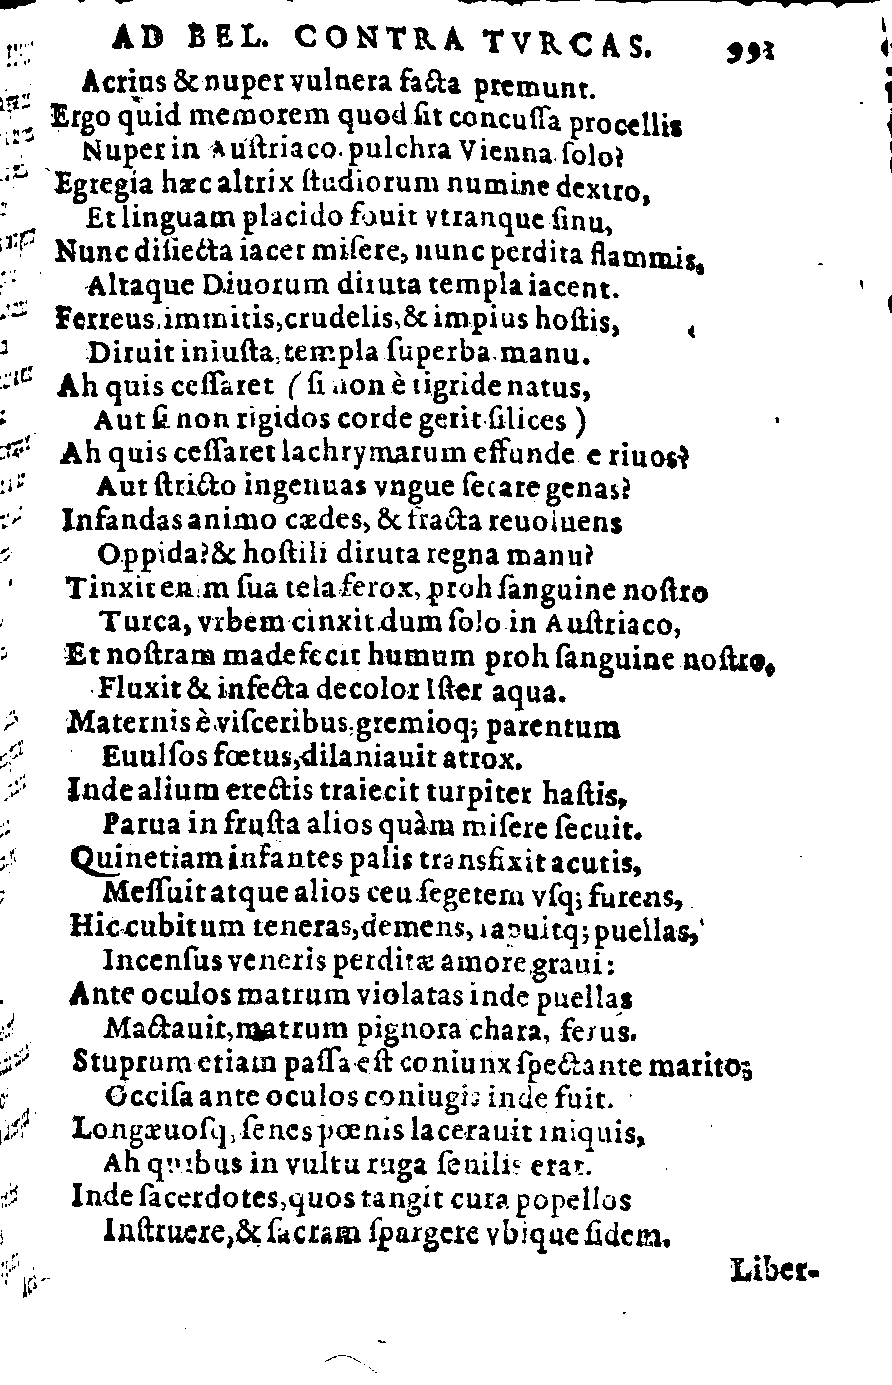 AD BEL. CONTRA TVRCAS. 993
Acrius & nuper vulnera facta premunt.
Ergo quid memorem quod sit concussa procellis
Nuper in Austriaco pulchra Vienna solo?
Egregia hæc altrix studiorum numine dextro,
Et linguam placido fouit vtranque sinu,
Nunc disiecta iacet misere, nunc perdita flammis,
Altaque Diuorum diruta templa iacent.
Ferreus, immitis, crudelis, & impius hostis,
Diruit iniusta, templa superba manu.
Ah quis cessaret (si non è tigride natus,
Aut si non rigidos corde gerit silices)
Ah quis cessaret lachrymarum effundere riuos?
Aut stricto ingenuas vngue secare genas?
Infandas animo cædes, & fracta reuoluens
Oppida? & hostili diruta regna manu?
Tinxit enim sua tela ferox, proh sanguine nostro
Turca, vrbem cinxit dum solo in Austriaco,
Et nostram madefecit humum proh sanguine nostro,
Fluxit & infecta decolor Ister aqua.
Maternis è visceribus, gremioq; parentum
Euulsos fœtus, dilaniauit atrox.
Inde alium erectis traiecit turpiter hastis,
Parua in frusta alios quàm misere secuit.
Quinetiam infantes palis transfixit acutis,
Messuit atque alios ceu segetem vsq; furens,
Hic cubitum teneras, demens, rapuitq; puellas,
Incensus veneris perditæ amore graui:
Ante oculos matrum violatas inde puellas
Mactauit, matrum pignora chara, ferus.
Stuprum etiam passa est coniunx spectante marito;
Occisa ante oculos coniugis inde fuit.
Longæuosq; senes pœnis lacerauit iniquis,
Ah quibus in vultu ruga senilis erat.
Inde sacerdotes, quos tangit cura popellos
Instruere, & sacram spargere vbique fidem.
Liber-